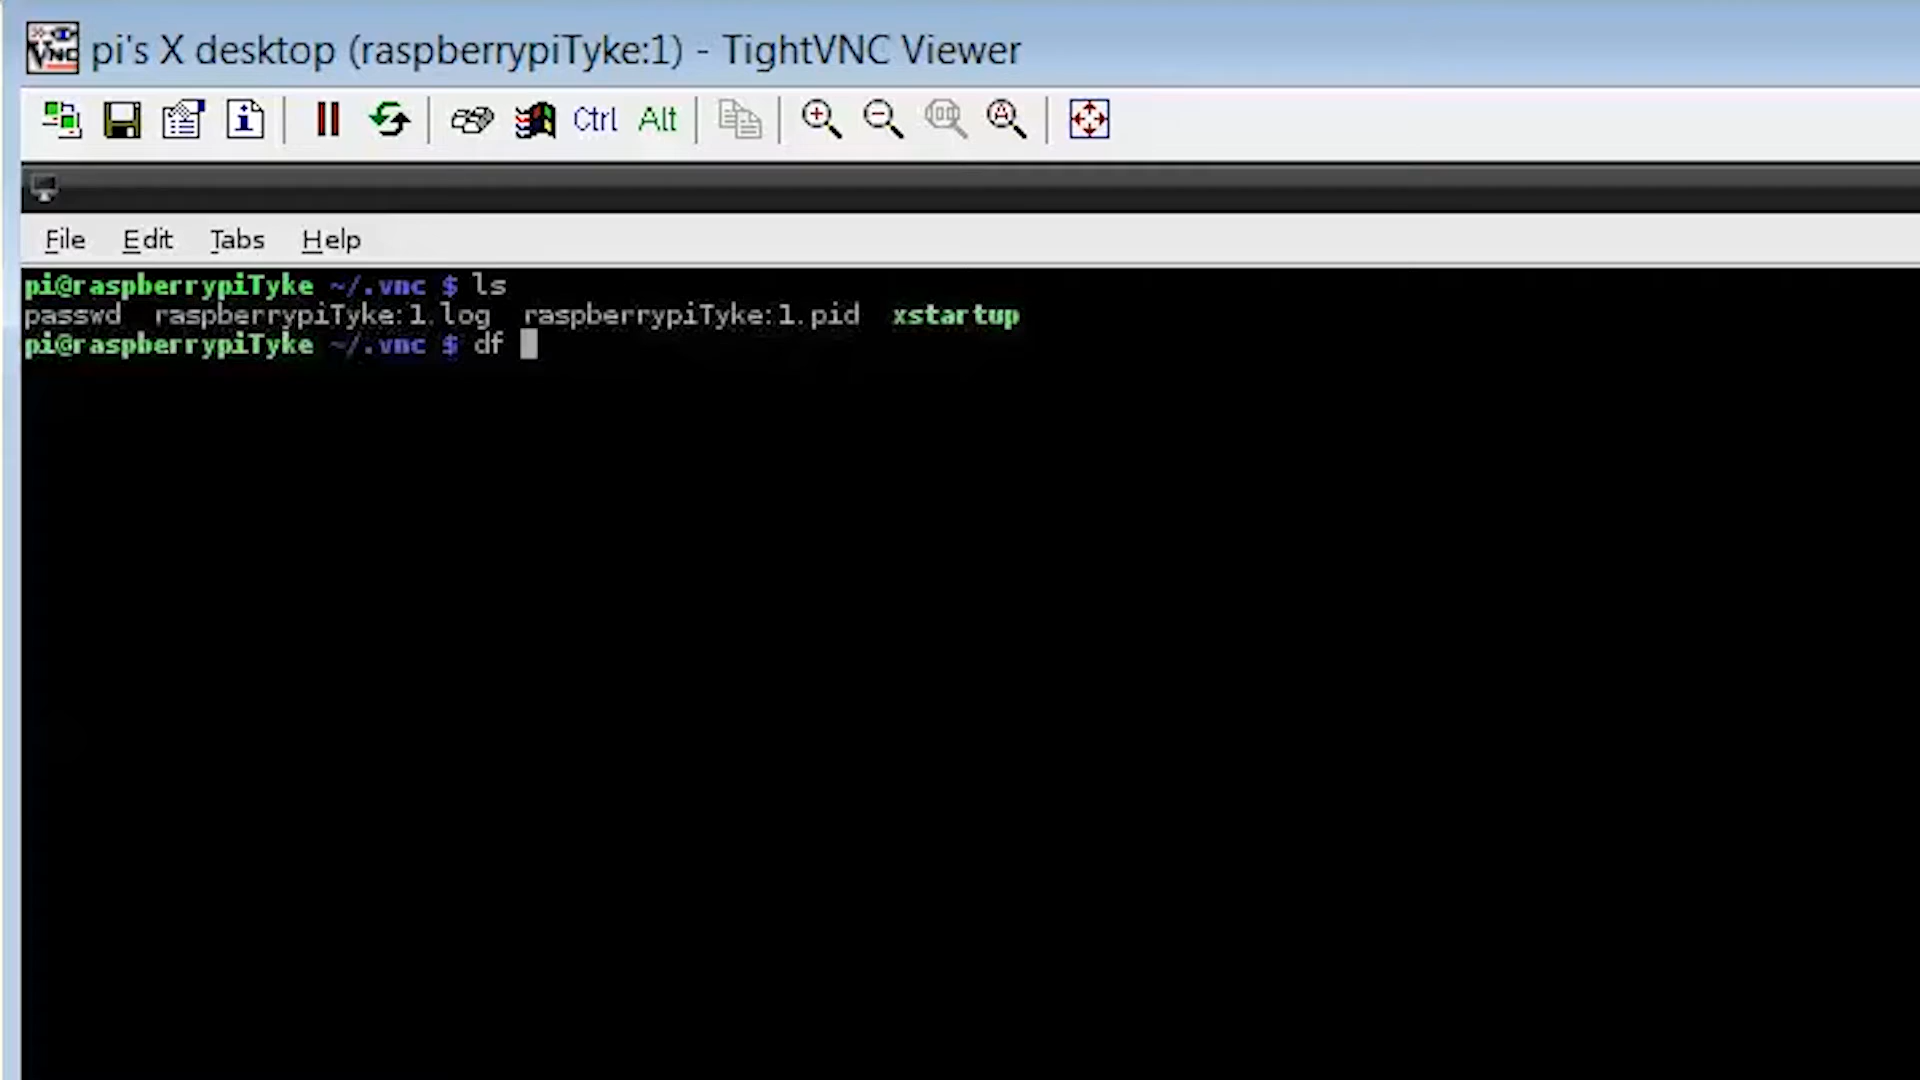 pi's X desktop (raspberrypiTyke:1) - TightVNC Viewer
Ctrl Alt
File Edit Tabs Help
pi@raspberrypiTyke ~/.vnc $ ls
passwd raspberrypiTyke:1.log raspberrypiTyke:1.pid xstartup
pi@raspberrypiTyke ~/.vnc $ df